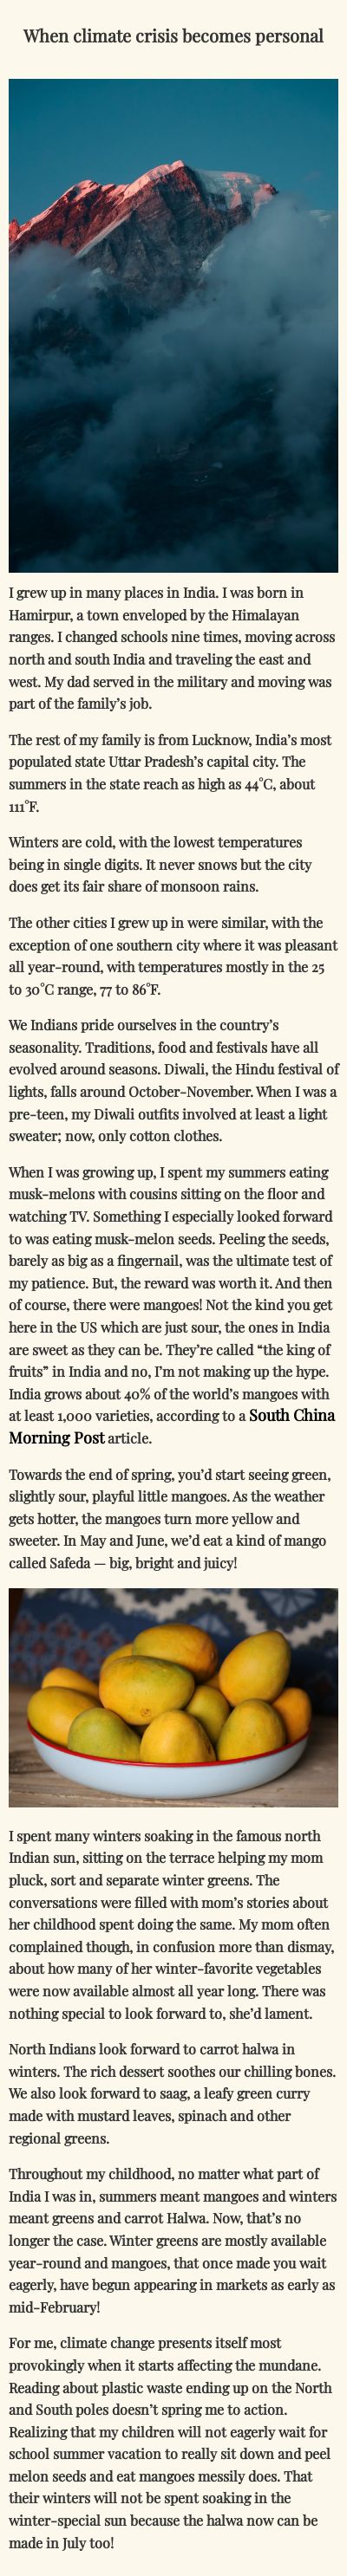 When climate crisis becomes personal
I grew up in many places in India. I was born in
Hamirpur, a town enveloped by the Himalayan
ranges. I changed schools nine times, moving across
north and south India and traveling the east and
west. My dad served in the military and moving was
part of the family’s job.
The rest of my family is from Lucknow, India’s most
populated state Uttar Pradesh’s capital city. The
summers in the state reach as high as 44°C, about
111°F.
Winters are cold, with the lowest temperatures
being in single digits. It never snows but the city
does get its fair share of monsoon rains.
The other cities I grew up in were similar, with the
exception of one southern city where it was pleasant
all year-round, with temperatures mostly in the 25
to 30°C range, 77 to 86°F.
We Indians pride ourselves in the country’s
seasonality. Traditions, food and festivals have all
evolved around seasons. Diwali, the Hindu festival of
lights, falls around October-November. When I was a
pre-teen, my Diwali outfits involved at least a light
sweater; now, only cotton clothes.
When I was growing up, I spent my summers eating
musk-melons with cousins sitting on the floor and
watching TV. Something I especially looked forward
to was eating musk-melon seeds. Peeling the seeds,
barely as big as a fingernail, was the ultimate test of
my patience. But, the reward was worth it. And then
of course, there were mangoes! Not the kind you get
here in the US which are just sour, the ones in India
are sweet as they can be. They’re called “the king of
fruits” in India and no, I’m not making up the hype.
India grows about 40% of the world’s mangoes with
at least 1,000 varieties, according to a South China
Morning Post article.
Towards the end of spring, you’d start seeing green,
slightly sour, playful little mangoes. As the weather
gets hotter, the mangoes turn more yellow and
sweeter. In May and June, we’d eat a kind of mango
called Safeda — big, bright and juicy!
I spent many winters soaking in the famous north
Indian sun, sitting on the terrace helping my mom
pluck, sort and separate winter greens. The
conversations were filled with mom’s stories about
her childhood spent doing the same. My mom often
complained though, in confusion more than dismay,
about how many of her winter-favorite vegetables
were now available almost all year long. There was
nothing special to look forward to, she’d lament.
North Indians look forward to carrot halwa in
winters. The rich dessert soothes our chilling bones.
We also look forward to saag, a leafy green curry
made with mustard leaves, spinach and other
regional greens.
Throughout my childhood, no matter what part of
India I was in, summers meant mangoes and winters
meant greens and carrot Halwa. Now, that’s no
longer the case. Winter greens are mostly available
year-round and mangoes, that once made you wait
eagerly, have begun appearing in markets as early as
mid-February!
For me, climate change presents itself most
provokingly when it starts affecting the mundane.
Reading about plastic waste ending up on the North
and South poles doesn’t spring me to action.
Realizing that my children will not eagerly wait for
school summer vacation to really sit down and peel
melon seeds and eat mangoes messily does. That
their winters will not be spent soaking in the
winter-special sun because the halwa now can be
made in July too!